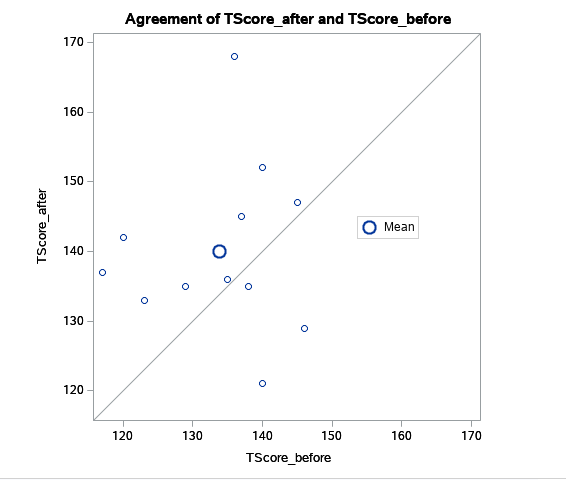 Agreement of TScore_after and TScore_before
170
160
150
140
130
120
TScore_after
Mean
120 130 140 150 160 170
TScore_before